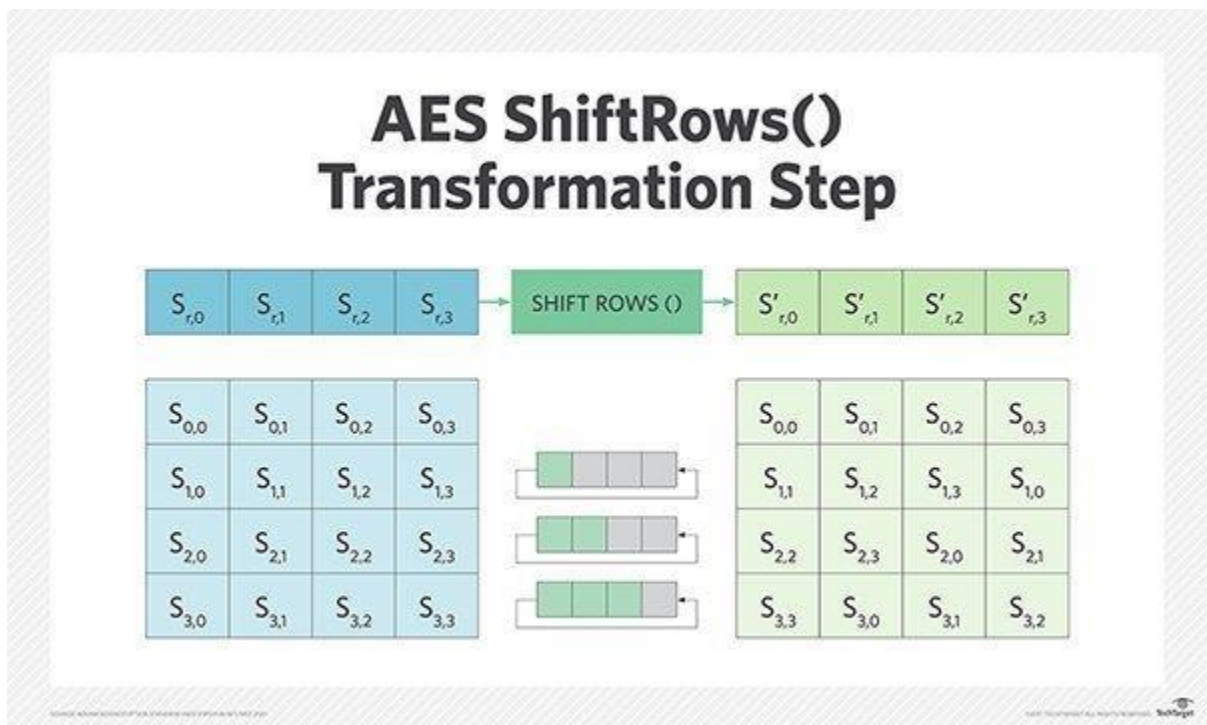 AES ShiftRows()
Transformation Step
S r,0 S r,1 S r,2 S r,3 SHIFT ROWS () S′ r,0 S′ r,1 S′ r,2 S′ r,3
S 0,0 S 0,1 S 0,2 S 0,3 S 0,0 S 0,1 S 0,2 S 0,3
S 1,0 S 1,1 S 1,2 S 1,3 S 1,1 S 1,2 S 1,3 S 1,0
S 2,0 S 2,1 S 2,2 S 2,3 S 2,2 S 2,3 S 2,0 S 2,1
S 3,0 S 3,1 S 3,2 S 3,3 S 3,3 S 3,0 S 3,1 S 3,2
TechTarget